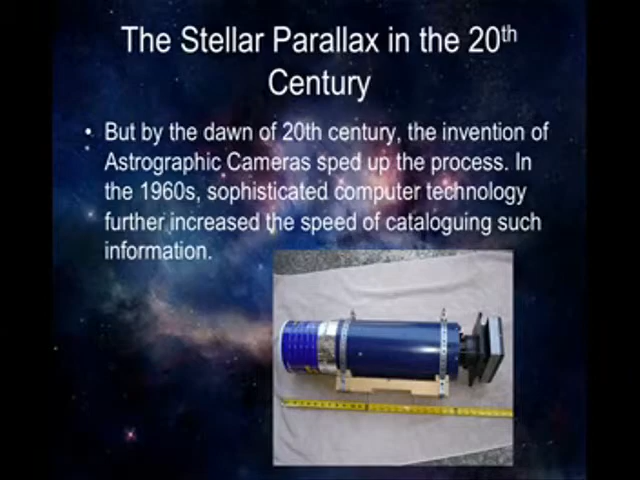 The Stellar Parallax in the 20th
Century
• But by the dawn of 20th century, the invention of
Astrographic Cameras sped up the process. In
the 1960s, sophisticated computer technology
further increased the speed of cataloguing such
information.